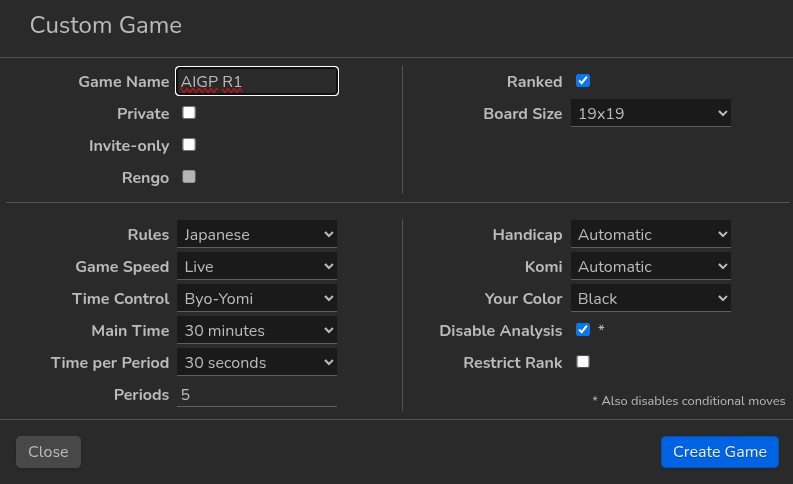 Custom Game
Game Name AIGP R1
Private
Invite-only
Rengo
Ranked
Board Size 19x19
Rules Japanese
Game Speed Live
Time Control Byo-Yomi
Main Time 30 minutes
Time per Period 30 seconds
Periods 5
Handicap Automatic
Komi Automatic
Your Color Black
Disable Analysis *
Restrict Rank
* Also disables conditional moves
Close
Create Game